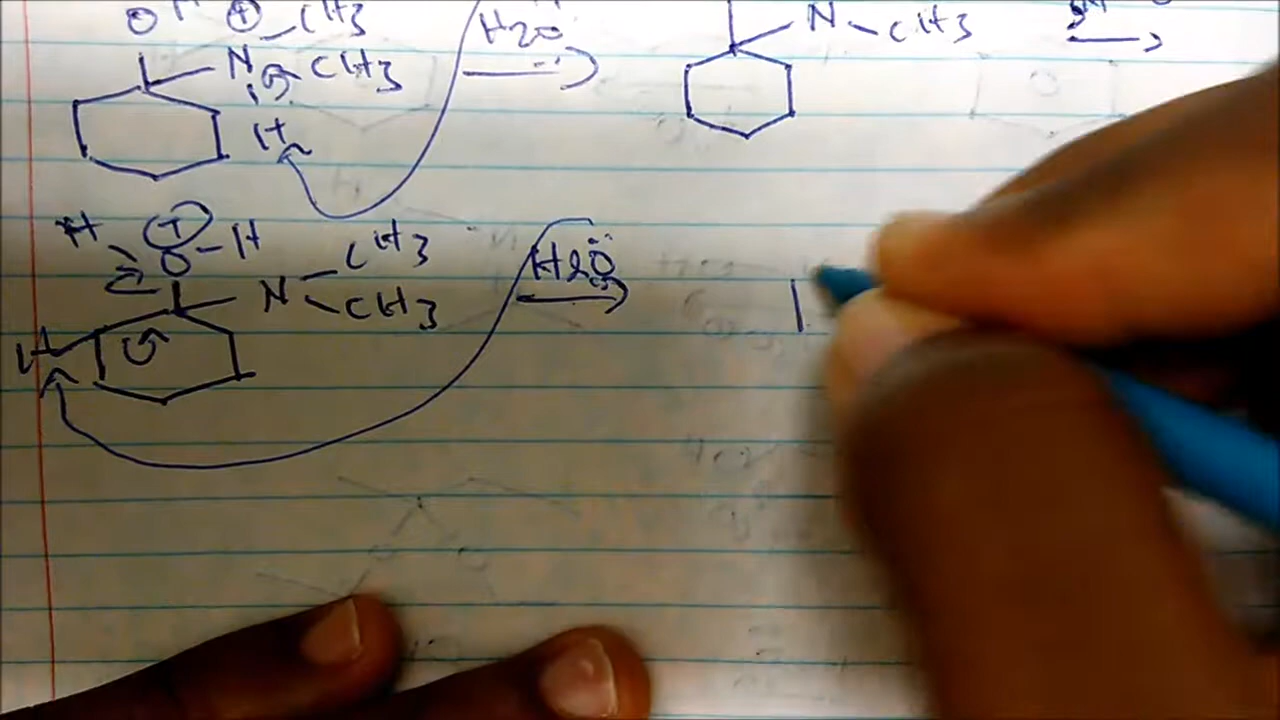 O H + CH3
N CH3 H2O N CH3
H
H + O H CH3
N CH3 H2O
H